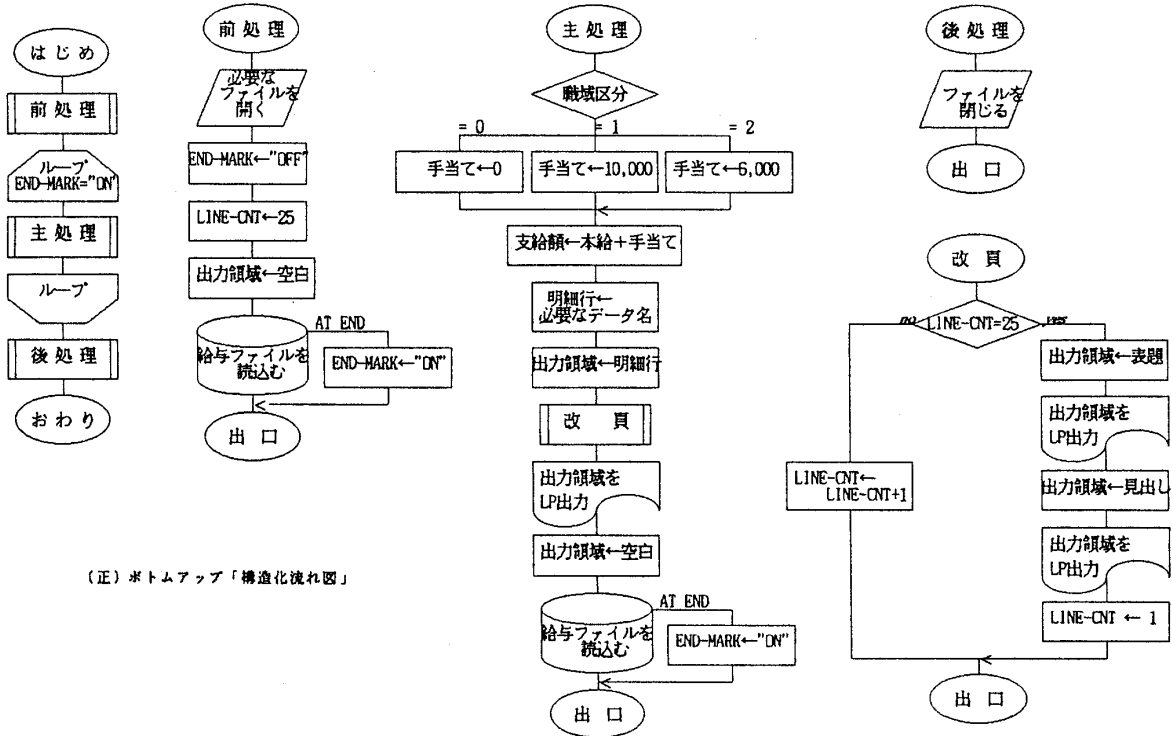 はじめ
前処理
ループ
END-MARK="ON"
主処理
ループ
後処理
おわり
前処理
必要な
ファイルを
開く
END-MARK←"OFF"
LINE-CNT←25
出力領域←空白
給与ファイルを
読込む
AT END
END-MARK←"ON"
出口
主処理
職域区分
= 0
= 1
= 2
手当て←0
手当て←10,000
手当て←6,000
支給額←本給+手当て
明細行←
必要なデータ名
出力領域←明細行
改 頁
出力領域を
LP出力
出力領域←空白
給与ファイルを
読込む
AT END
END-MARK←"ON"
出口
後処理
ファイルを
閉じる
出口
改 頁
no
LINE-CNT=25
yes
LINE-CNT←
LINE-CNT+1
出力領域←表題
出力領域を
LP出力
出力領域←見出し
出力領域を
LP出力
LINE-CNT ← 1
出口
(正)ボトムアップ「構造化流れ図」